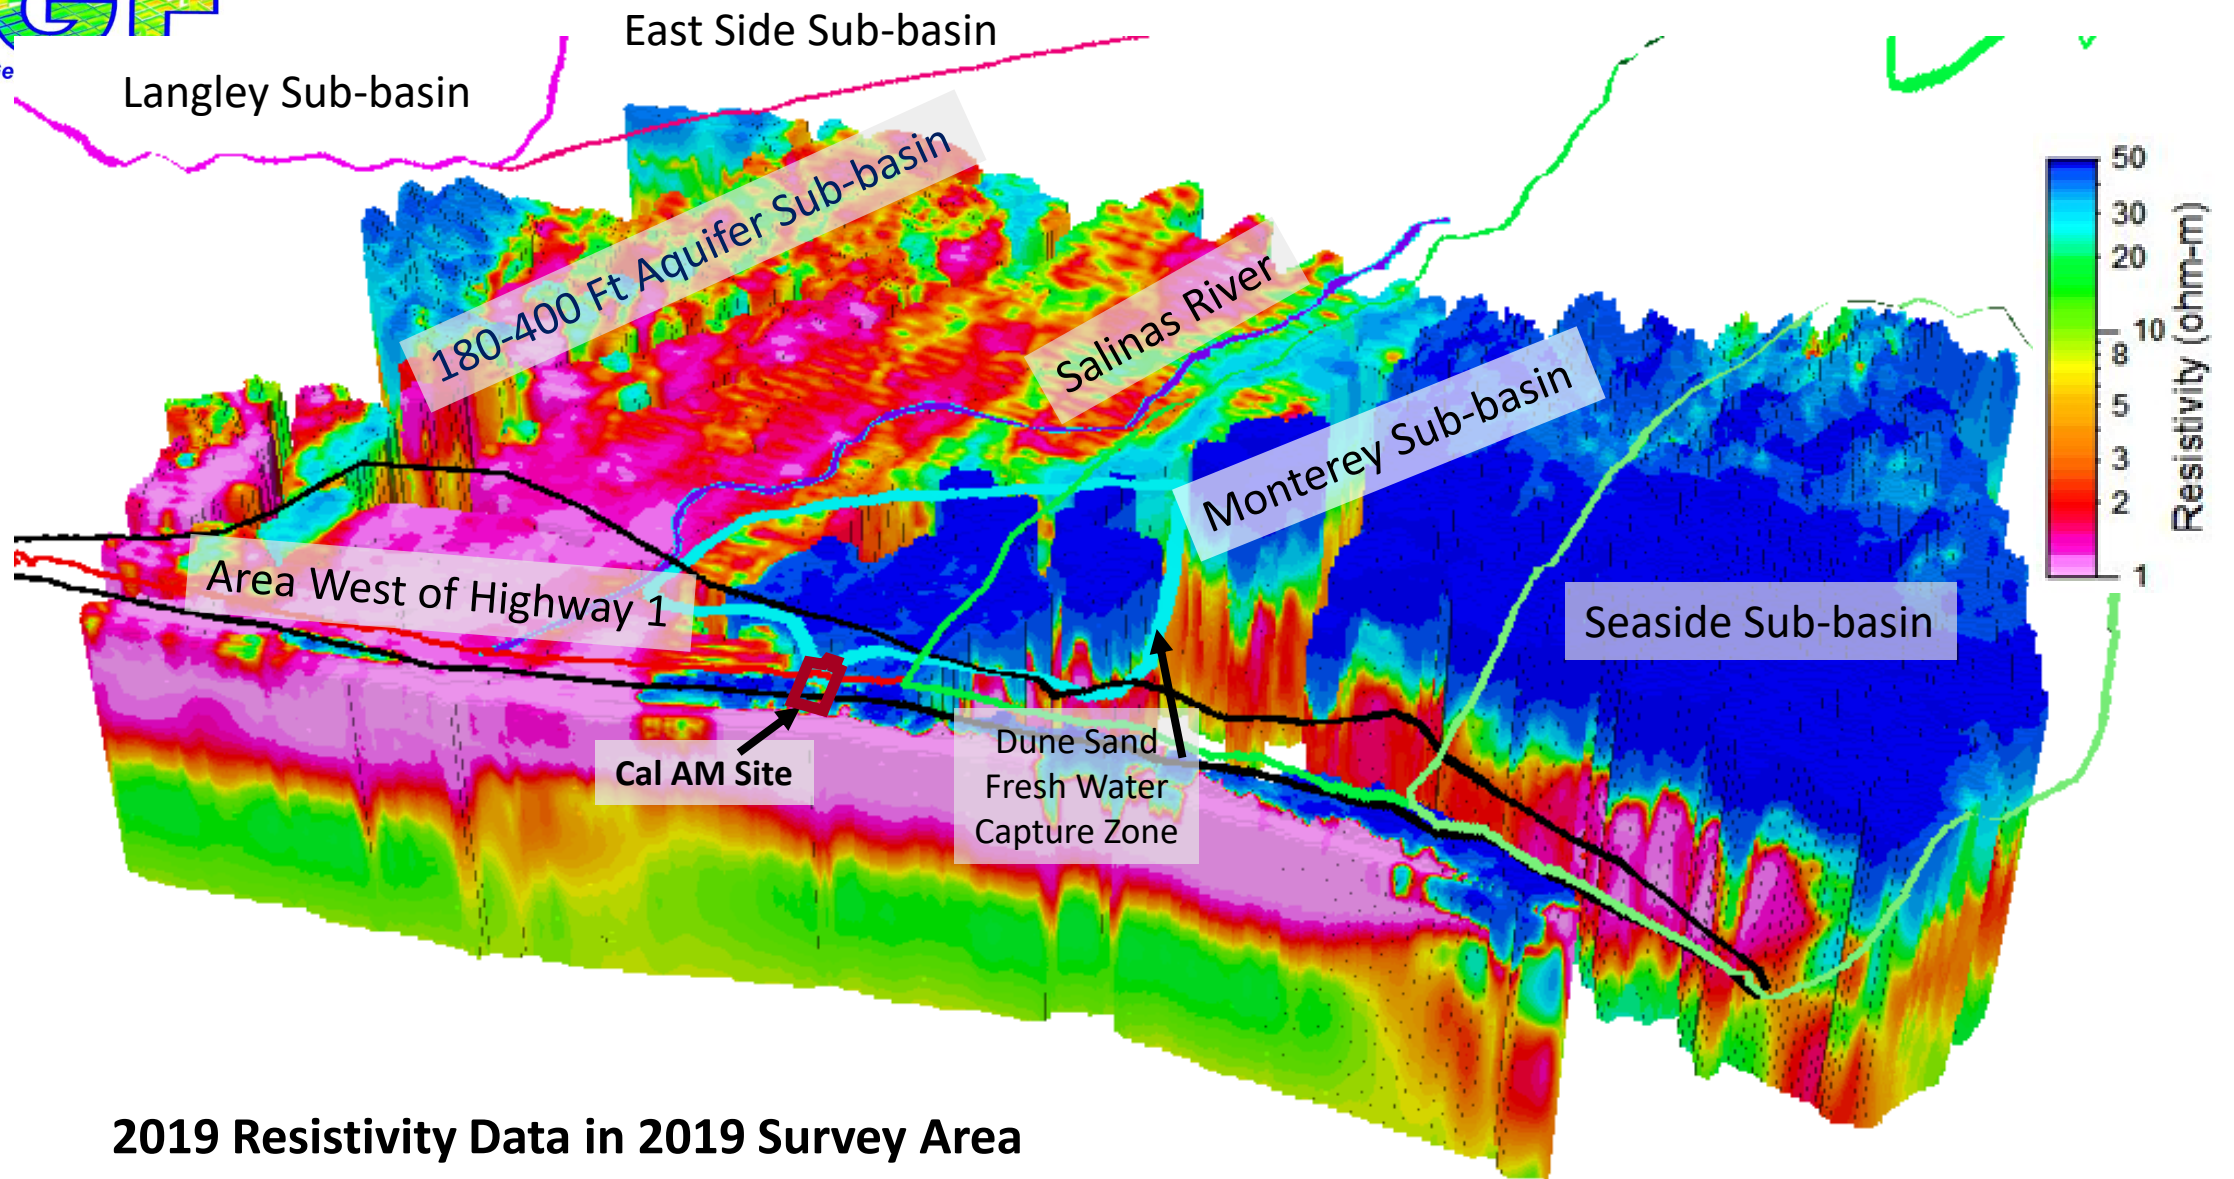 GF
East Side Sub-basin
Langley Sub-basin
180-400 Ft Aquifer Sub-basin
Salinas River
Monterey Sub-basin
Area West of Highway 1
Seaside Sub-basin
Cal AM Site
Dune Sand
Fresh Water
Capture Zone
50
30
20
10
8
5
3
2
1
Resistivity (ohm-m)
2019 Resistivity Data in 2019 Survey Area